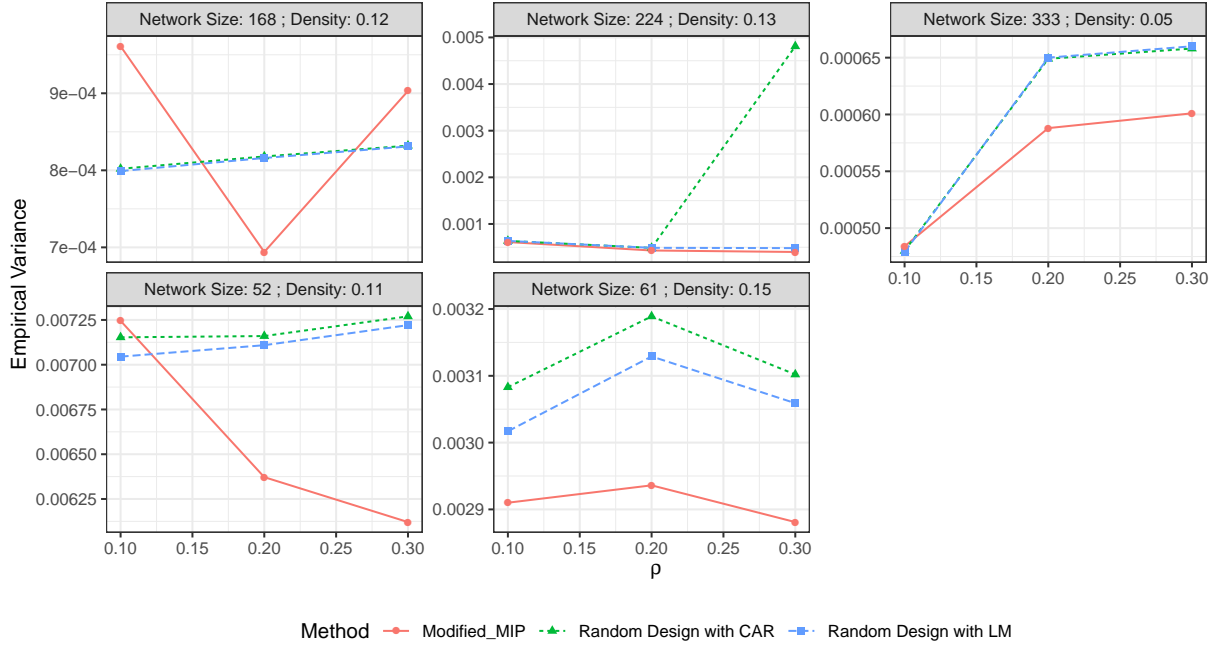 Network Size: 168 ; Density: 0.12
Network Size: 224 ; Density: 0.13
Network Size: 333 ; Density: 0.05
9e−04
8e−04
7e−04
0.005
0.004
0.003
0.002
0.001
0.00065
0.00060
0.00055
0.00050
0.10 0.15 0.20 0.25 0.30
Network Size: 52 ; Density: 0.11
Network Size: 61 ; Density: 0.15
0.00725
0.00700
0.00675
0.00650
0.00625
0.0032
0.0031
0.0030
0.0029
0.10 0.15 0.20 0.25 0.30
0.10 0.15 0.20 0.25 0.30
Empirical Variance
ρ
Method Modified_MIP Random Design with CAR Random Design with LM